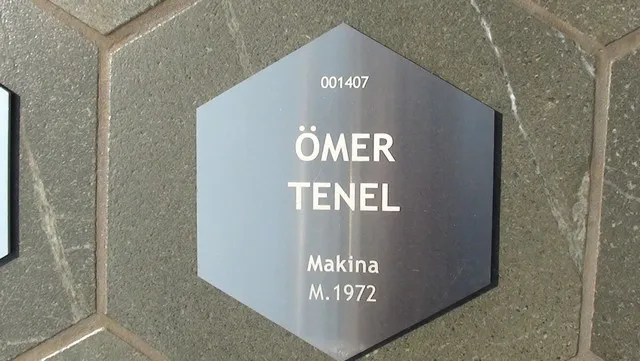 001407
ÖMER
TENEL
Makina
M.1972